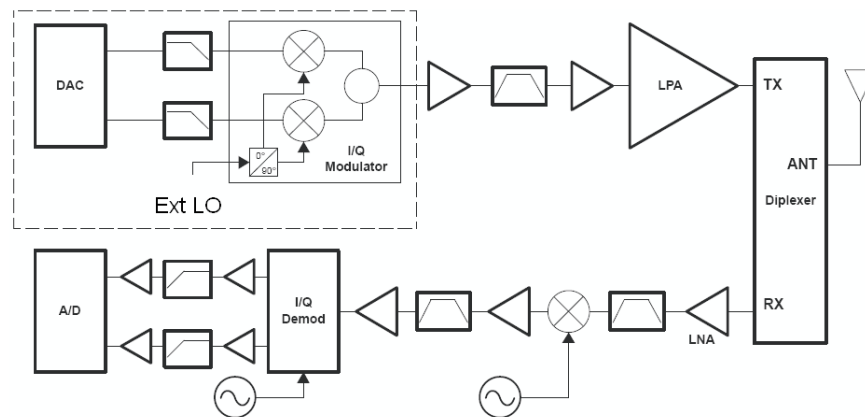 DAC
0°
90°
I/Q
Modulator
Ext LO
LPA
TX
ANT
Diplexer
RX
A/D
I/Q
Demod
LNA